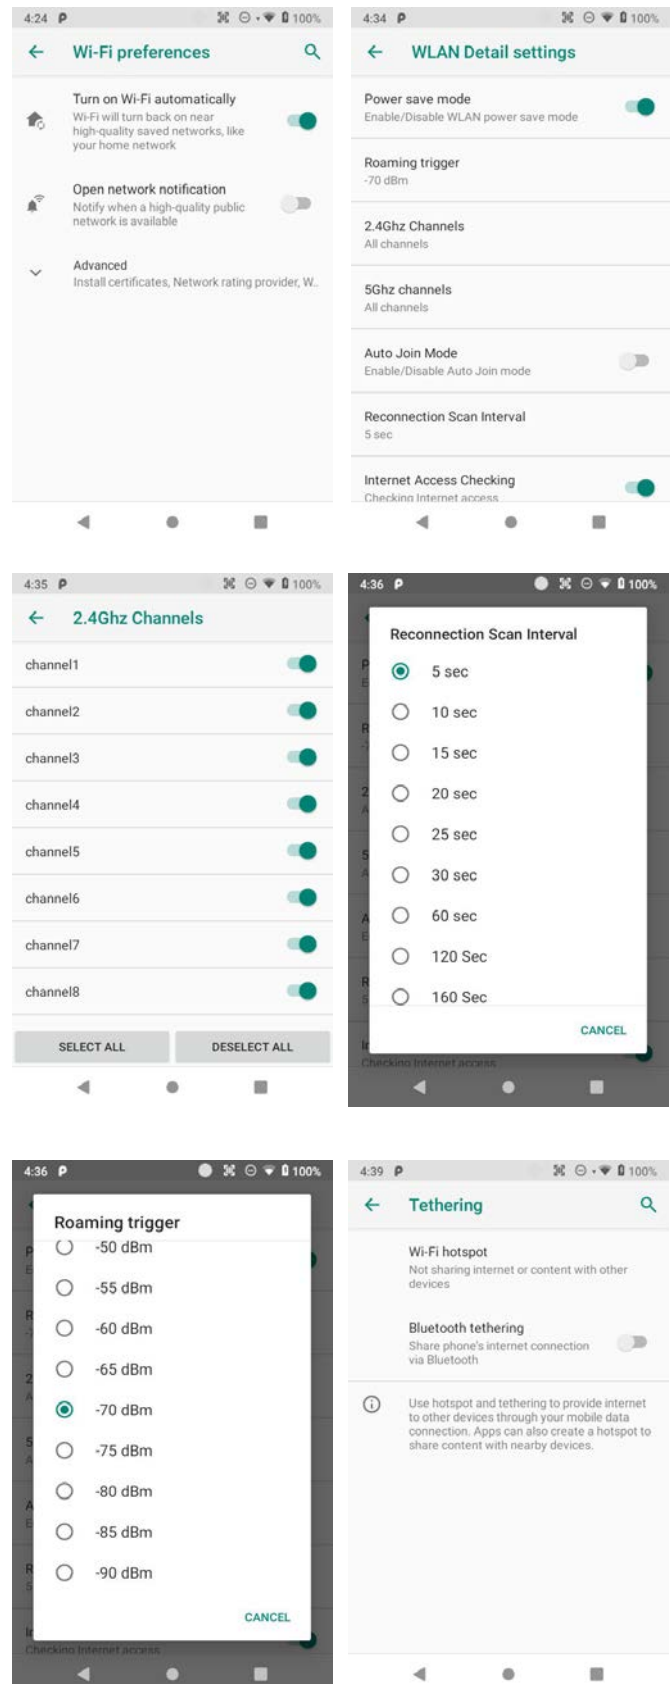 4:24 P 100%
Wi-Fi preferences
Turn on Wi-Fi automatically
Wi-Fi will turn back on near
high-quality saved networks, like
your home network
Open network notification
Notify when a high-quality public
network is available
Advanced
Install certificates, Network rating provider, W..
4:34 P 100%
WLAN Detail settings
Power save mode
Enable/Disable WLAN power save mode
Roaming trigger
-70 dBm
2.4Ghz Channels
All channels
5Ghz channels
All channels
Auto Join Mode
Enable/Disable Auto Join mode
Reconnection Scan Interval
5 sec
Internet Access Checking
Checking Internet access
4:35 P 100%
2.4Ghz Channels
channel1
channel2
channel3
channel4
channel5
channel6
channel7
channel8
SELECT ALL DESELECT ALL
4:36 P 100%
Reconnection Scan Interval
5 sec
10 sec
15 sec
20 sec
25 sec
30 sec
60 sec
120 Sec
160 Sec
CANCEL
Checking Internet access
4:36 P 100%
Roaming trigger
-50 dBm
-55 dBm
-60 dBm
-65 dBm
-70 dBm
-75 dBm
-80 dBm
-85 dBm
-90 dBm
CANCEL
Checking Internet access
4:39 P 100%
Tethering
Wi-Fi hotspot
Not sharing internet or content with other
devices
Bluetooth tethering
Share phone's internet connection
via Bluetooth
Use hotspot and tethering to provide internet
to other devices through your mobile data
connection. Apps can also create a hotspot to
share content with nearby devices.